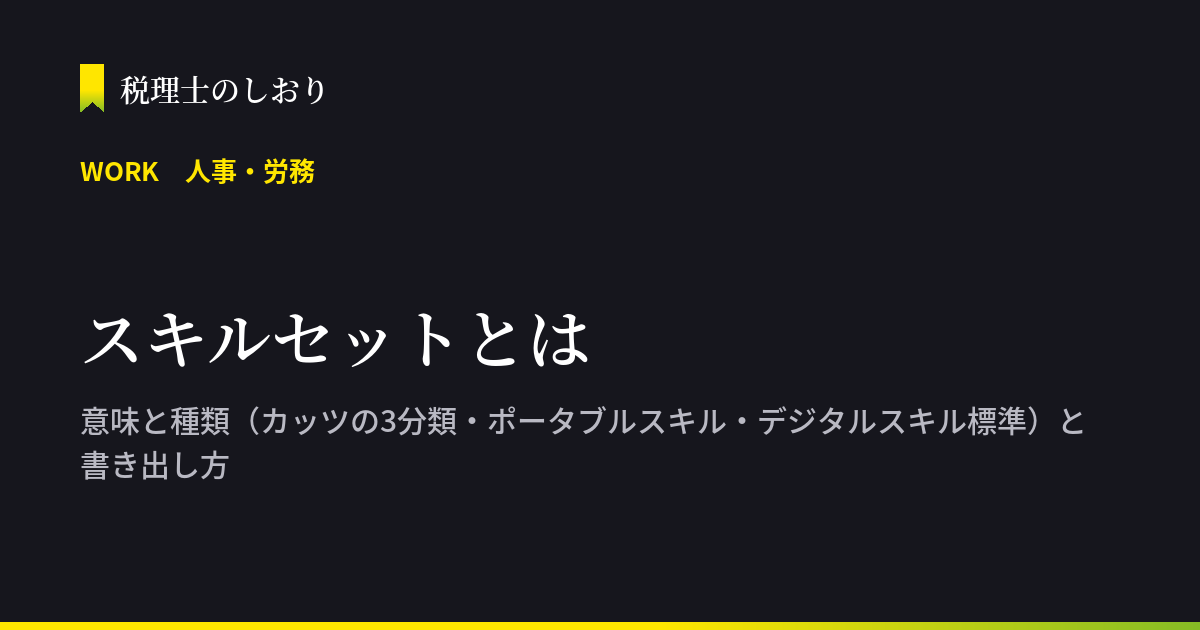 税理士のしおり
WORK　人事・労務
スキルセットとは
意味と種類（カッツの3分類・ポータブルスキル・デジタルスキル標準）と
書き出し方